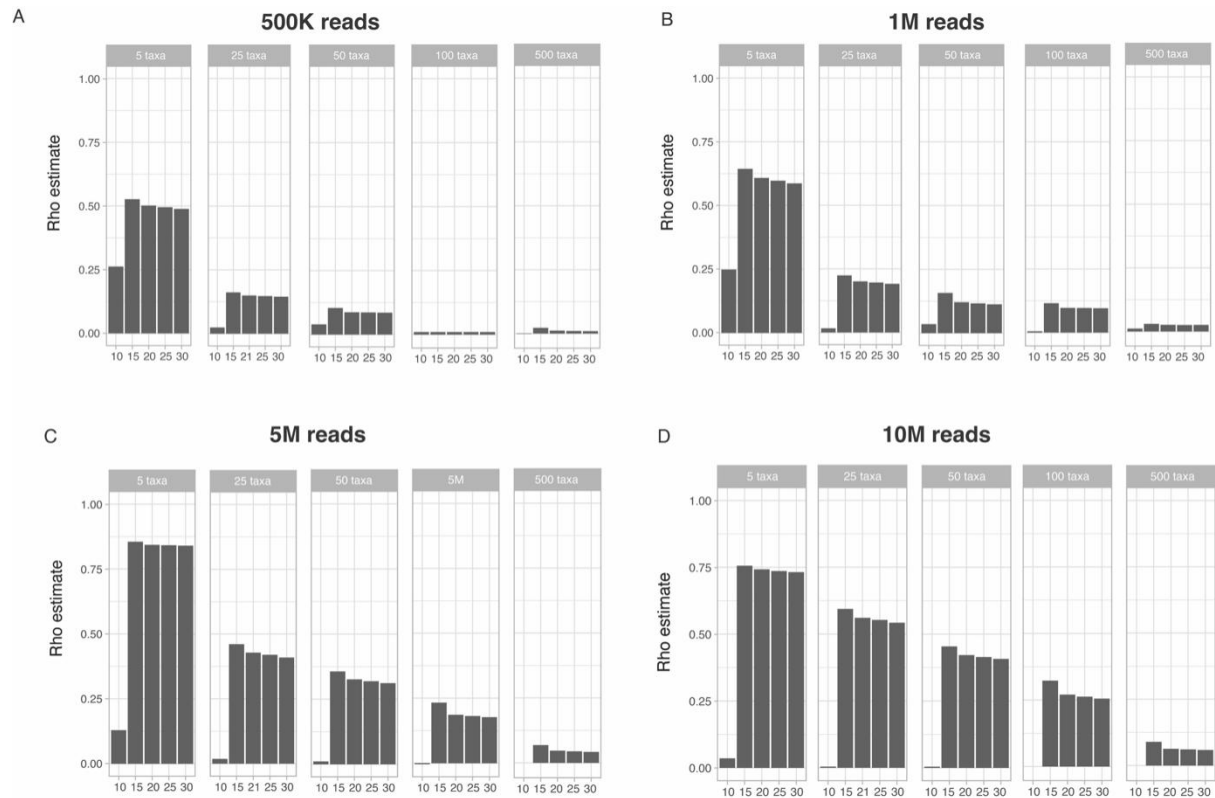 A
500K reads
5 taxa 25 taxa 50 taxa 100 taxa 500 taxa
Rho estimate
1.00
0.75
0.50
0.25
0.00
10 15 20 25 30 10 15 21 25 30 10 15 20 25 30 10 15 20 25 30 10 15 20 25 30
B
1M reads
5 taxa 25 taxa 50 taxa 100 taxa 500 taxa
Rho estimate
1.00
0.75
0.50
0.25
0.00
10 15 20 25 30 10 15 20 25 30 10 15 20 25 30 10 15 20 25 30 10 15 20 25 30
C
5M reads
5 taxa 25 taxa 50 taxa 5M 500 taxa
Rho estimate
1.00
0.75
0.50
0.25
0.00
10 15 20 25 30 10 15 21 25 30 10 15 20 25 30 10 15 20 25 30 10 15 20 25 30
D
10M reads
5 taxa 25 taxa 50 taxa 100 taxa 500 taxa
Rho estimate
1.00
0.75
0.50
0.25
0.00
10 15 20 25 30 10 15 21 25 30 10 15 20 25 30 10 15 20 25 30 10 15 20 25 30